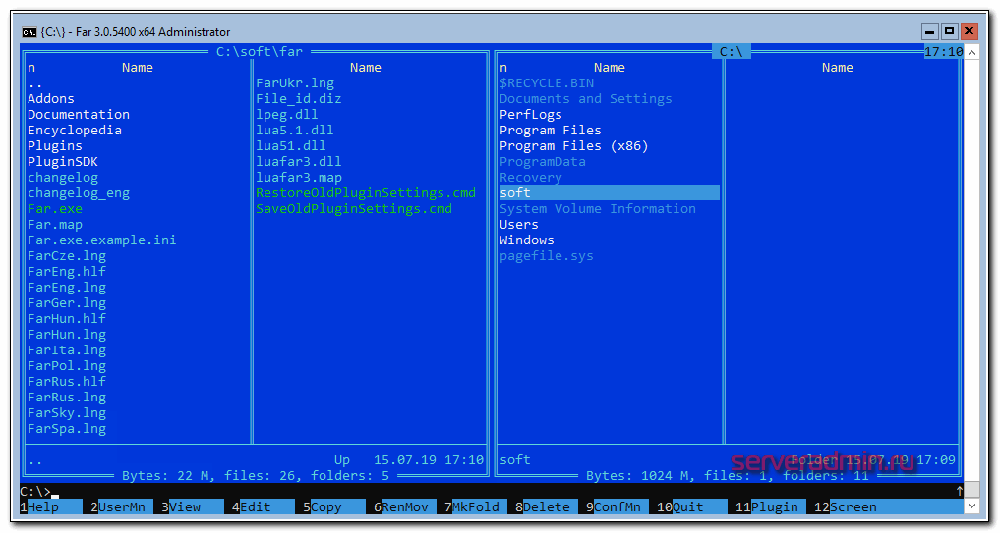 {C:\} - Far 3.0.5400 x64 Administrator
C:\soft\far
n Name Name
..
Addons
Documentation
Encyclopedia
Plugins
PluginSDK
changelog
changelog_eng
Far.exe
Far.map
Far.exe.example.ini
FarCze.lng
FarEng.hlf
FarEng.lng
FarGer.lng
FarHun.hlf
FarHun.lng
FarIta.lng
FarPol.lng
FarRus.hlf
FarRus.lng
FarSky.lng
FarSpa.lng
FarUkr.lng
File_id.diz
lpeg.dll
lua5.1.dll
lua51.dll
luafar3.dll
luafar3.map
RestoreOldPluginSettings.cmd
SaveOldPluginSettings.cmd
.. Up 15.07.19 17:10
Bytes: 22 M, files: 26, folders: 5
C:\ 17:10
n Name Name
$RECYCLE.BIN
Documents and Settings
PerfLogs
Program Files
Program Files (x86)
ProgramData
Recovery
soft
System Volume Information
Users
Windows
pagefile.sys
soft Folder 15.07.19 17:09
serveradmin.ru
Bytes: 1024 M, files: 1, folders: 11
C:\>
1Help 2UserMn 3View 4Edit 5Copy 6RenMov 7MkFold 8Delete 9ConfMn 10Quit 11Plugin 12Screen